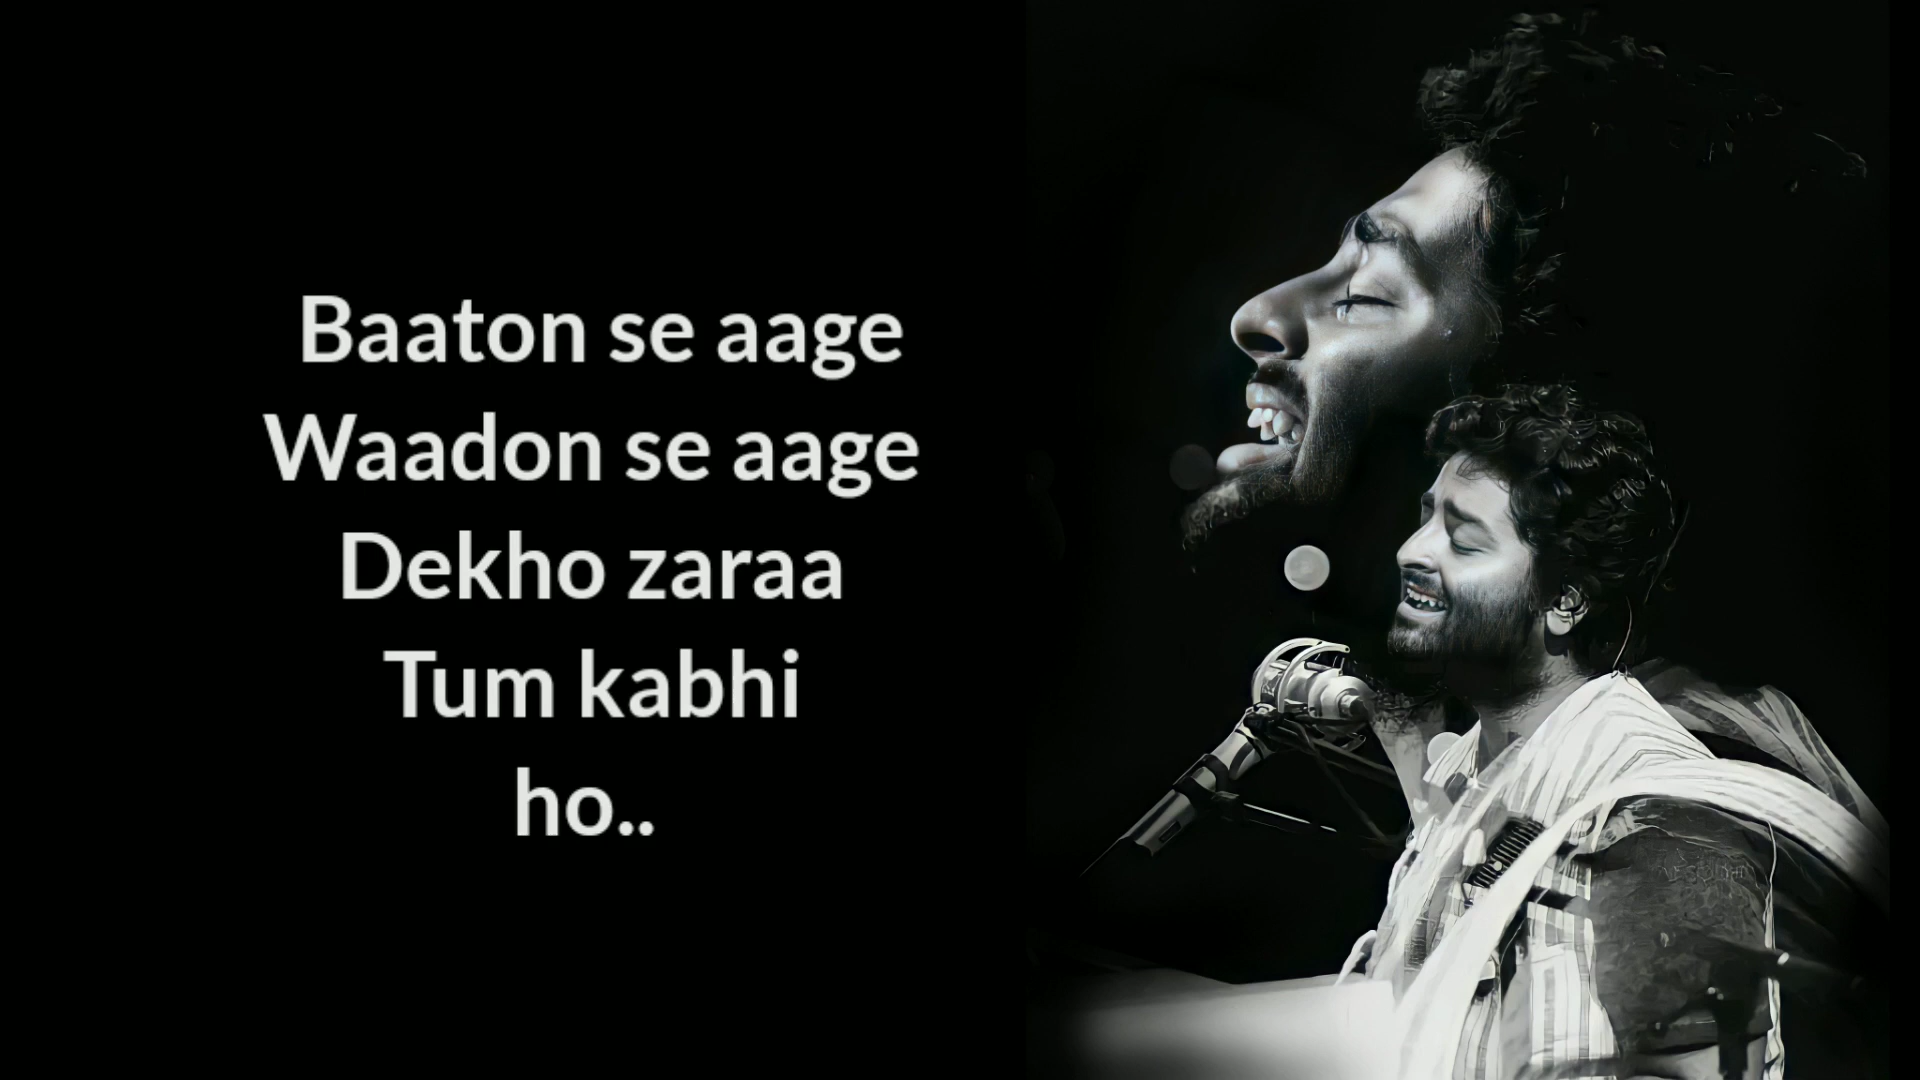 Baaton se aage
Waadon se aage
Dekho zaraa
Tum kabhi
ho..